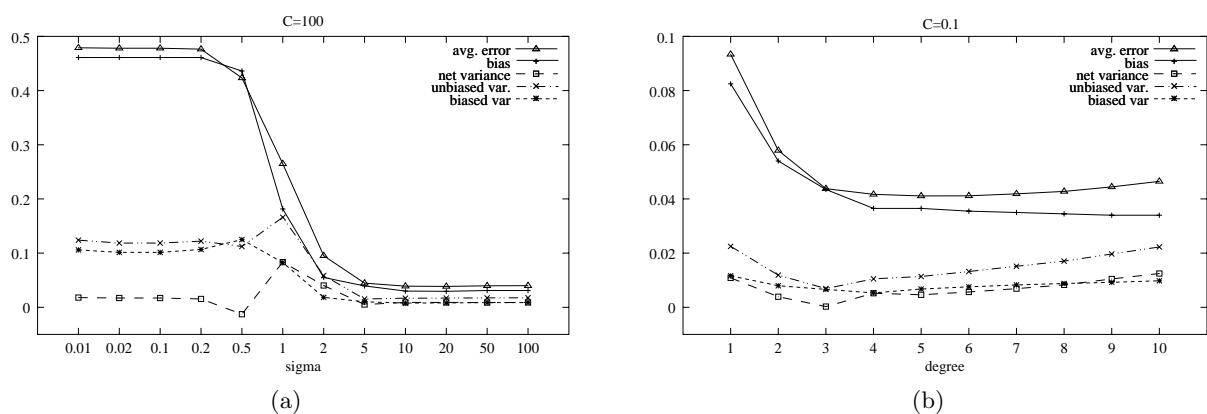 C=100
0.5
0.4
0.3
0.2
0.1
0
avg. error
bias
net variance
unbiased var.
biased var
0.01 0.02 0.1 0.2 0.5 1 2 5 10 20 50 100
sigma
(a)
C=0.1
0.1
0.08
0.06
0.04
0.02
0
avg. error
bias
net variance
unbiased var.
biased var
1 2 3 4 5 6 7 8 9 10
degree
(b)